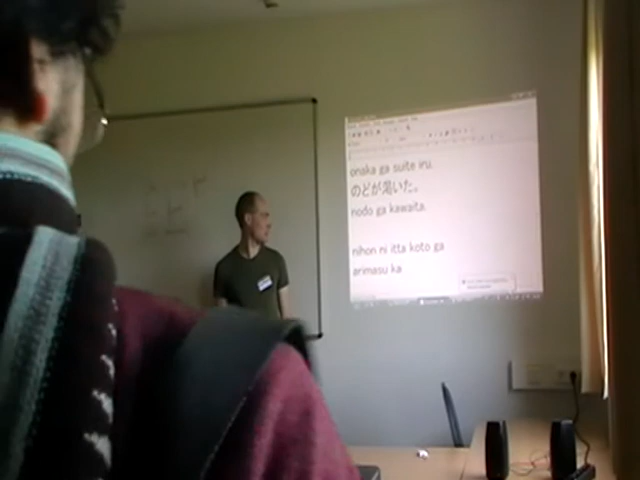 onaka ga suite iru.
のどが渇いた。
nodo ga kawaita.
nihon ni itta koto ga
arimasu ka